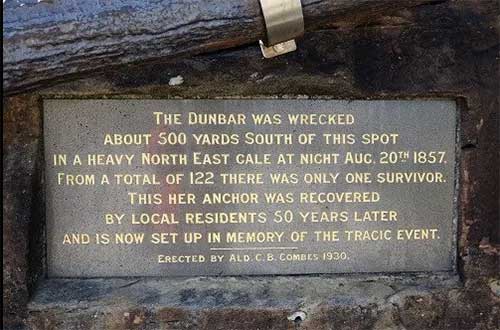 THE DUNBAR WAS WRECKED
ABOUT 500 YARDS SOUTH OF THIS SPOT
IN A HEAVY NORTH EAST GALE AT NIGHT AUG. 20TH 1857.
FROM A TOTAL OF 122 THERE WAS ONLY ONE SURVIVOR.
THIS HER ANCHOR WAS RECOVERED
BY LOCAL RESIDENTS 50 YEARS LATER
AND IS NOW SET UP IN MEMORY OF THE TRAGIC EVENT.
ERECTED BY ALD. C.B. COMBES 1930.